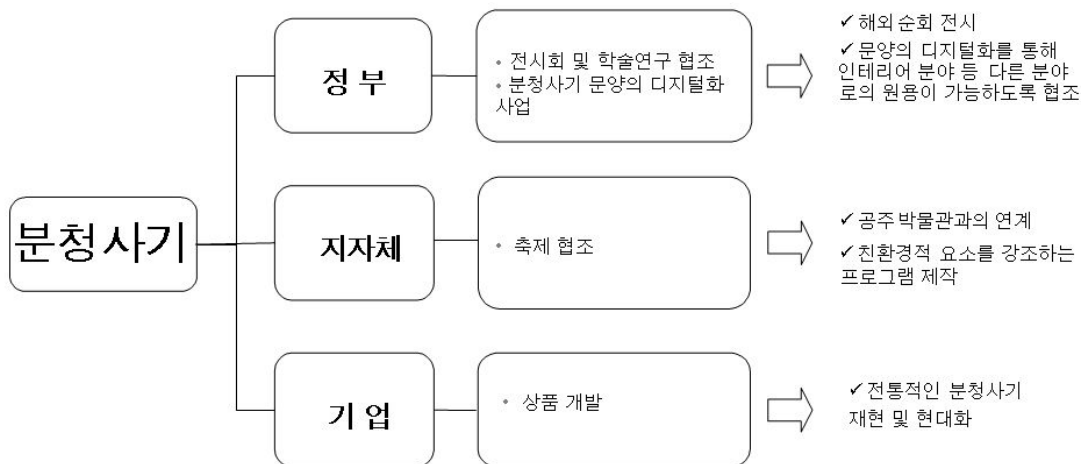 분청사기
정 부
• 전시회 및 학술연구 협조
• 분청사기 문양의 디지털화
사업
✓ 해외 순회 전시
✓ 문양의 디지털화를 통해
인테리어 분야 등 다른 분야
로의 원용이 가능하도록 협조
지자체
• 축제 협조
✓ 공주 박물관과의 연계
✓ 친환경적 요소를 강조하는
프로그램 제작
기 업
• 상품 개발
✓ 전통적인 분청사기
재현 및 현대화